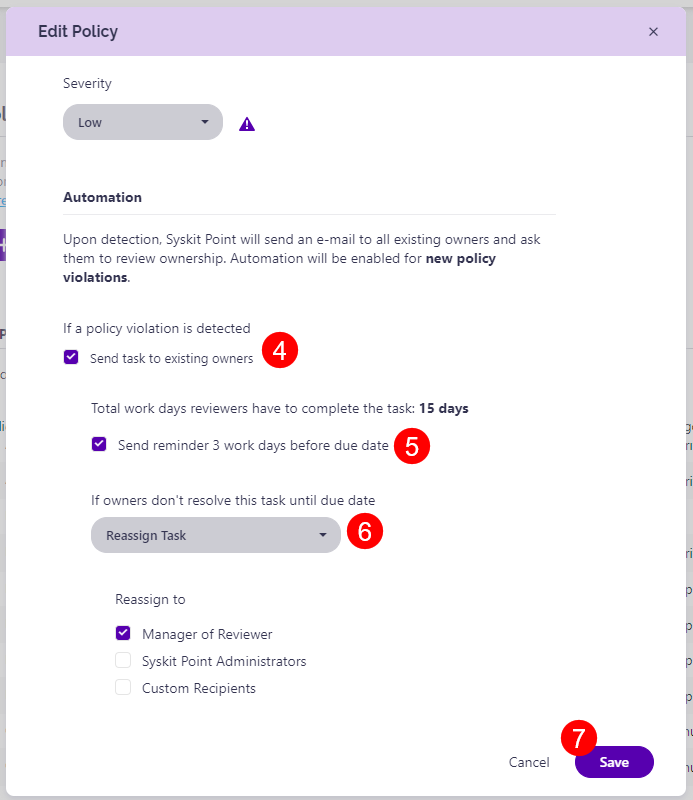 Edit Policy
Severity
Low
Automation
Upon detection, Syskit Point will send an e-mail to all existing owners and ask
them to review ownership. Automation will be enabled for new policy
violations.
If a policy violation is detected
Send task to existing owners
4
Total work days reviewers have to complete the task: 15 days
Send reminder 3 work days before due date
5
If owners don't resolve this task until due date
Reassign Task
6
Reassign to
Manager of Reviewer
Syskit Point Administrators
Custom Recipients
7
Cancel
Save